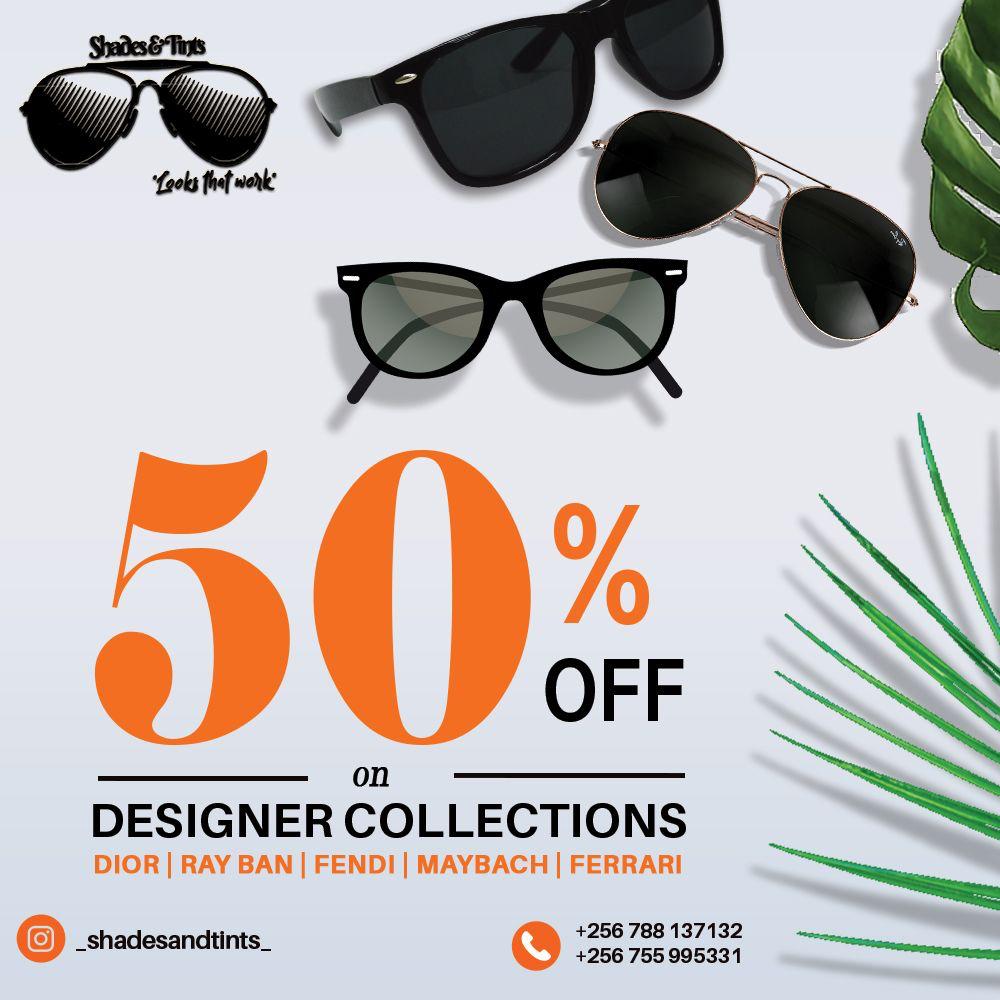 Shades & Tints
"Looks that work"
50%
OFF
on
DESIGNER COLLECTIONS
DIOR | RAY BAN | FENDI | MAYBACH | FERRARI
_shadesandtints_
+256 788 137132
+256 755 995331